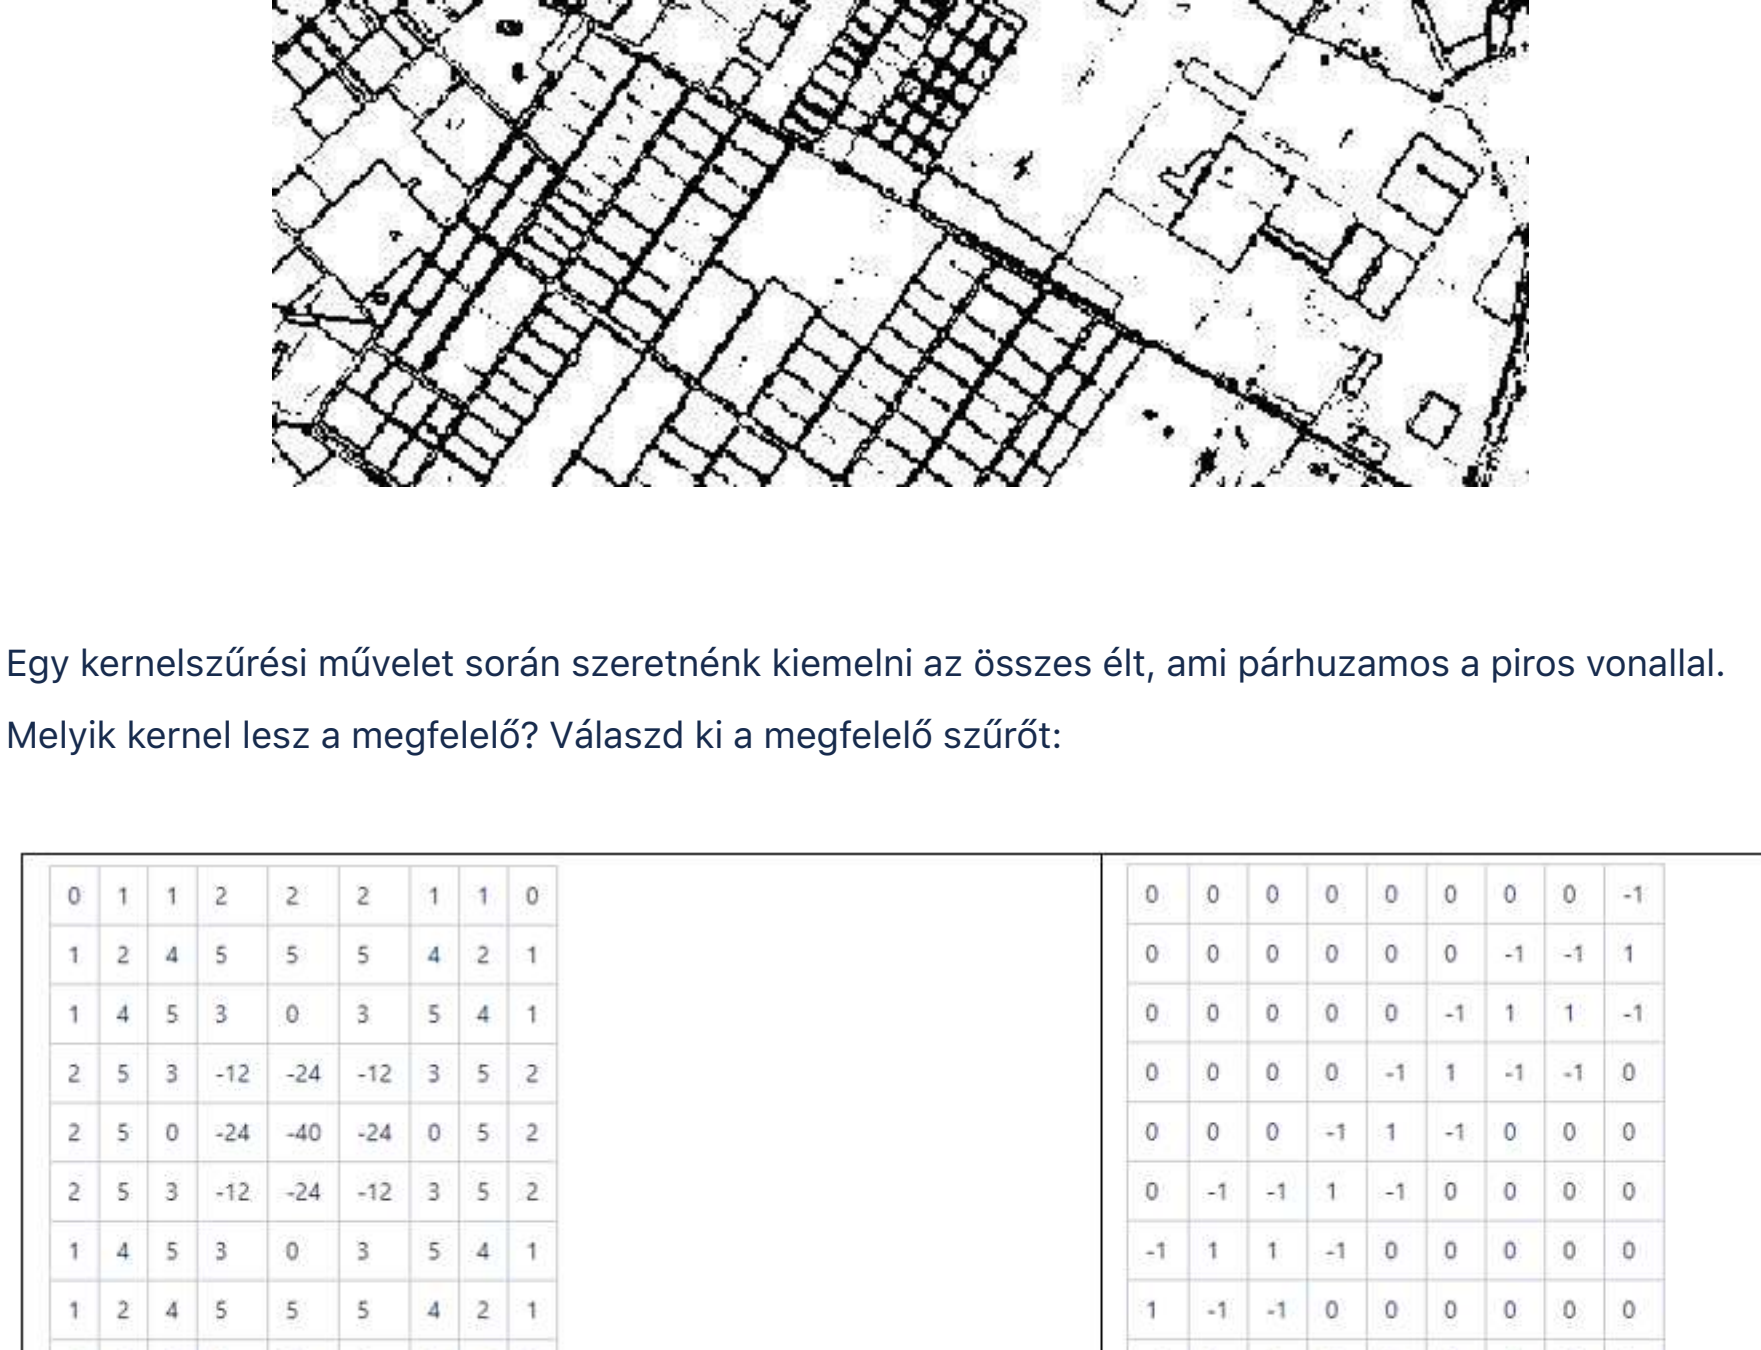 Egy kernelszűrési művelet során szeretnénk kiemelni az összes élt, ami párhuzamos a piros vonallal.
Melyik kernel lesz a megfelelő? Válaszd ki a megfelelő szűrőt:
0 1 1 2 2 2 1 1 0
1 2 4 5 5 5 4 2 1
1 4 5 3 0 3 5 4 1
2 5 3 -12 -24 -12 3 5 2
2 5 0 -24 -40 -24 0 5 2
2 5 3 -12 -24 -12 3 5 2
1 4 5 3 0 3 5 4 1
1 2 4 5 5 5 4 2 1
0 0 0 0 0 0 0 0 -1
0 0 0 0 0 0 -1 -1 1
0 0 0 0 0 -1 1 1 -1
0 0 0 0 -1 1 -1 -1 0
0 0 0 -1 1 -1 0 0 0
0 -1 -1 1 -1 0 0 0 0
-1 1 1 -1 0 0 0 0 0
1 -1 -1 0 0 0 0 0 0